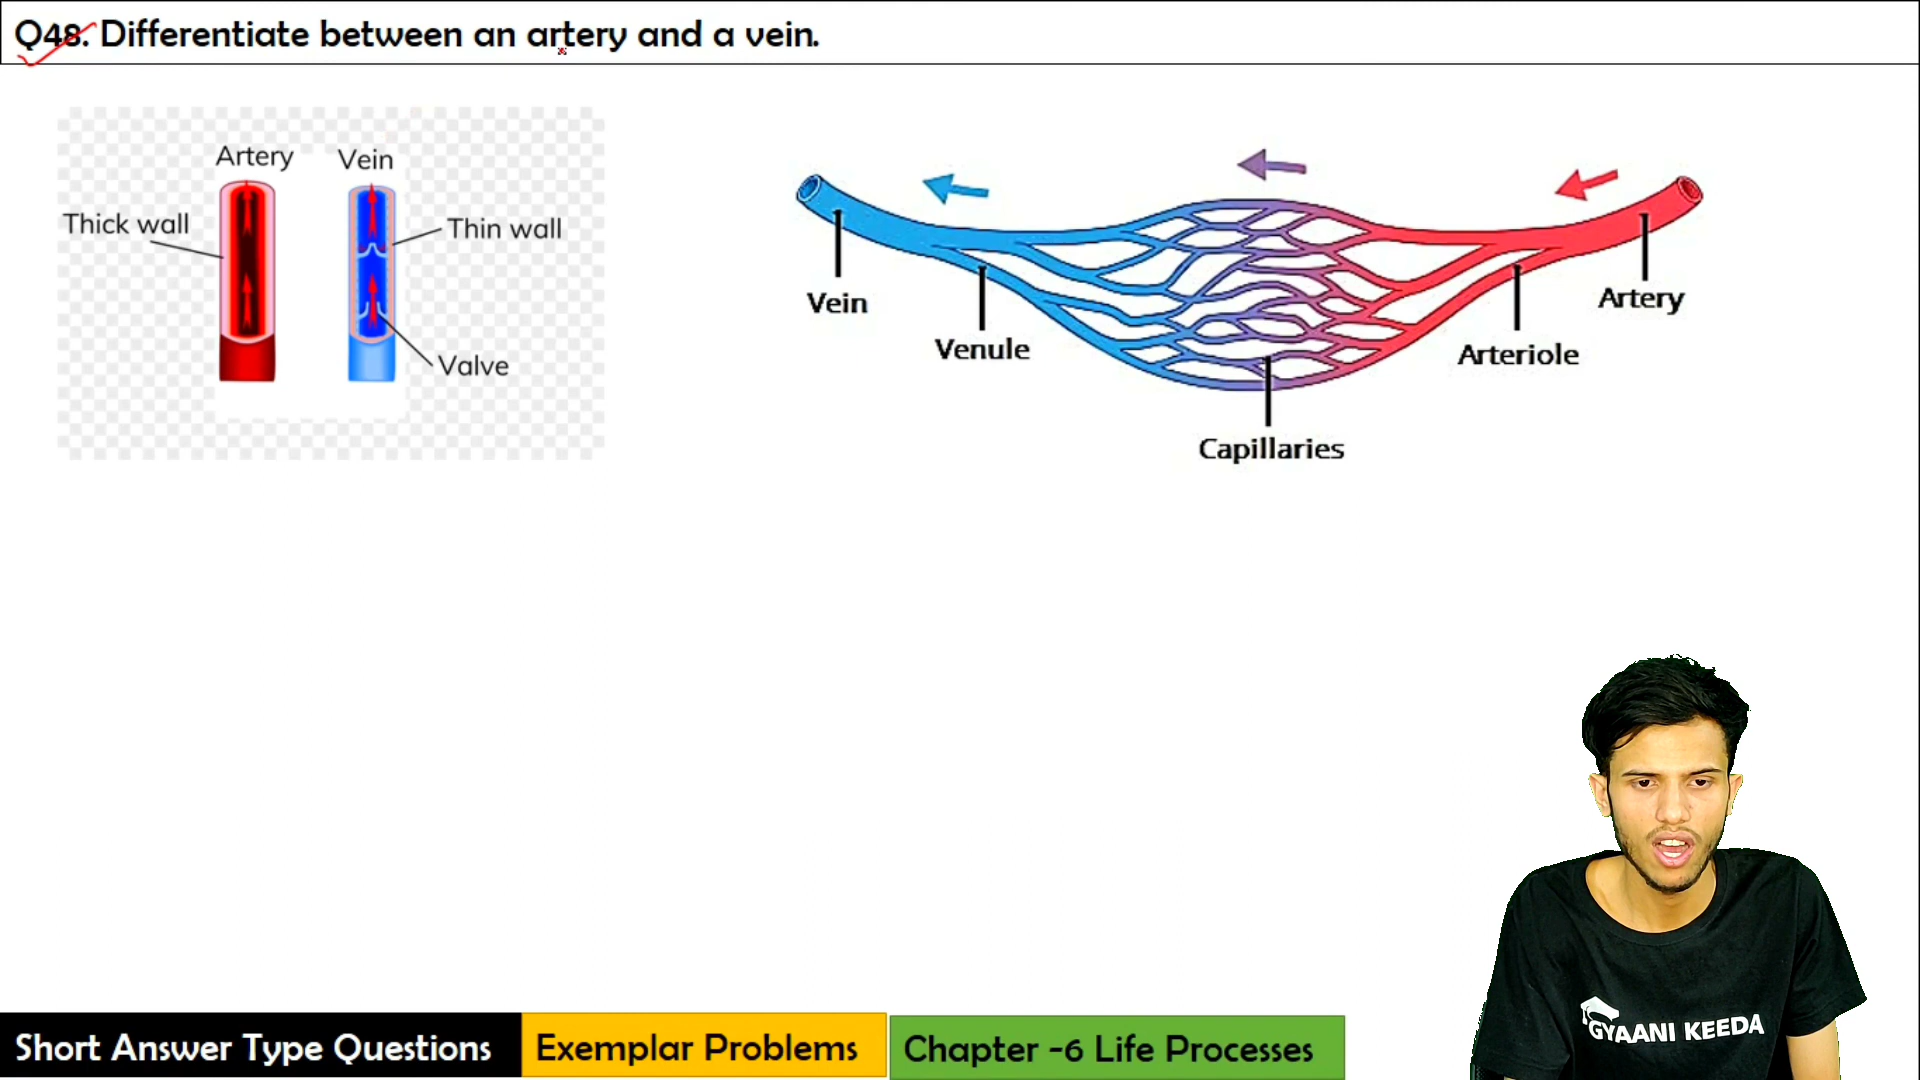 Q48. Differentiate between an artery and a vein.
Artery Vein
Thick wall
Thin wall
Valve
Vein
Venule
Capillaries
Arteriole
Artery
GYAANI KEEDA
Short Answer Type Questions
Exemplar Problems
Chapter -6 Life Processes